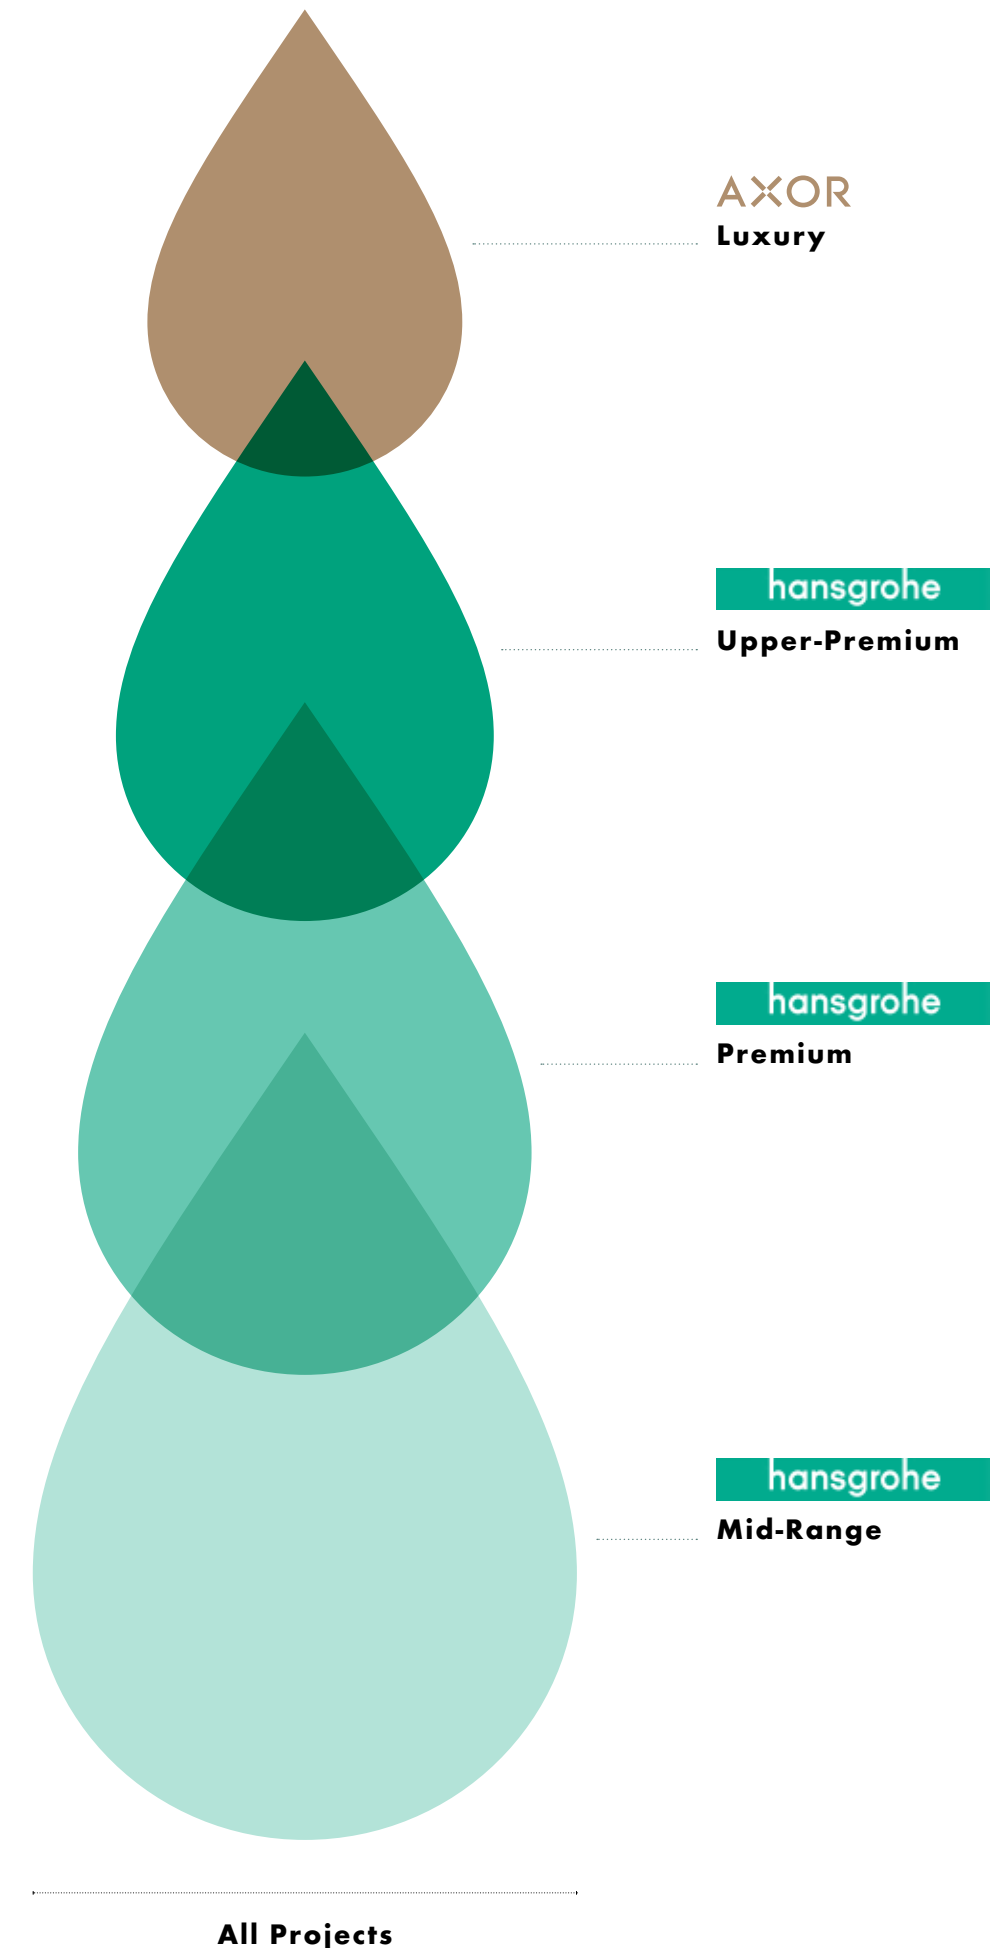 AXOR
Luxury
hansgrohe
Upper-Premium
hansgrohe
Premium
hansgrohe
Mid-Range
All Projects